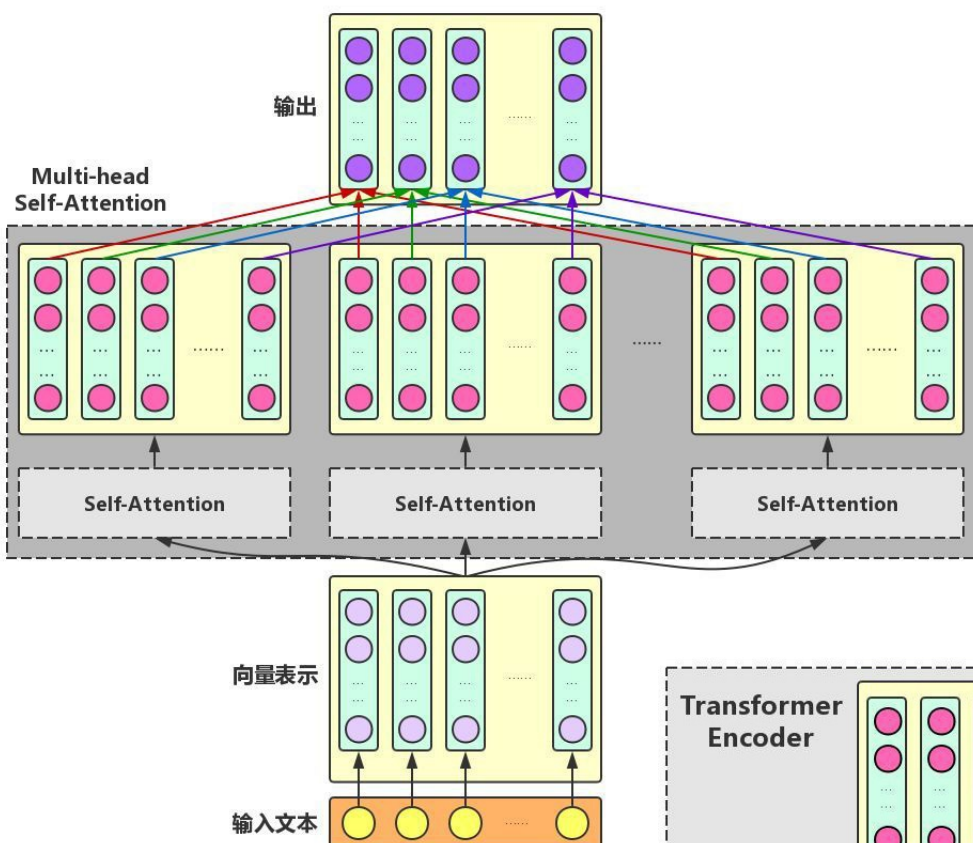 输出
Multi-head
Self-Attention
……
……
……
……
……
Self-Attention
Self-Attention
Self-Attention
向量表示
……
Transformer
Encoder
输入文本
……